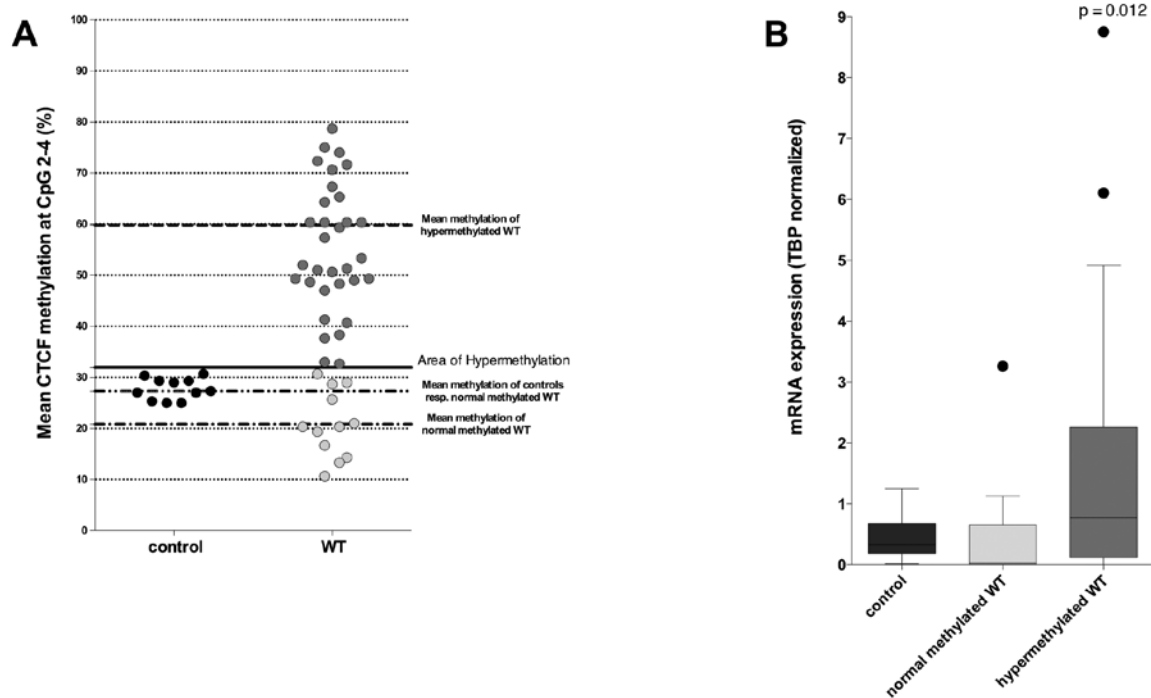 A
Mean CTCF methylation at CpG 2-4 (%)
100
90
80
70
60
50
40
30
20
10
0
control
WT
Mean methylation of
hypermethylated WT
Area of Hypermethylation
Mean methylation of controls
resp. normal methylated WT
Mean methylation of
normal methylated WT
B
p = 0.012
mRNA expression (TBP normalized)
9
8
7
6
5
4
3
2
1
0
control
normal methylated WT
hypermethylated WT